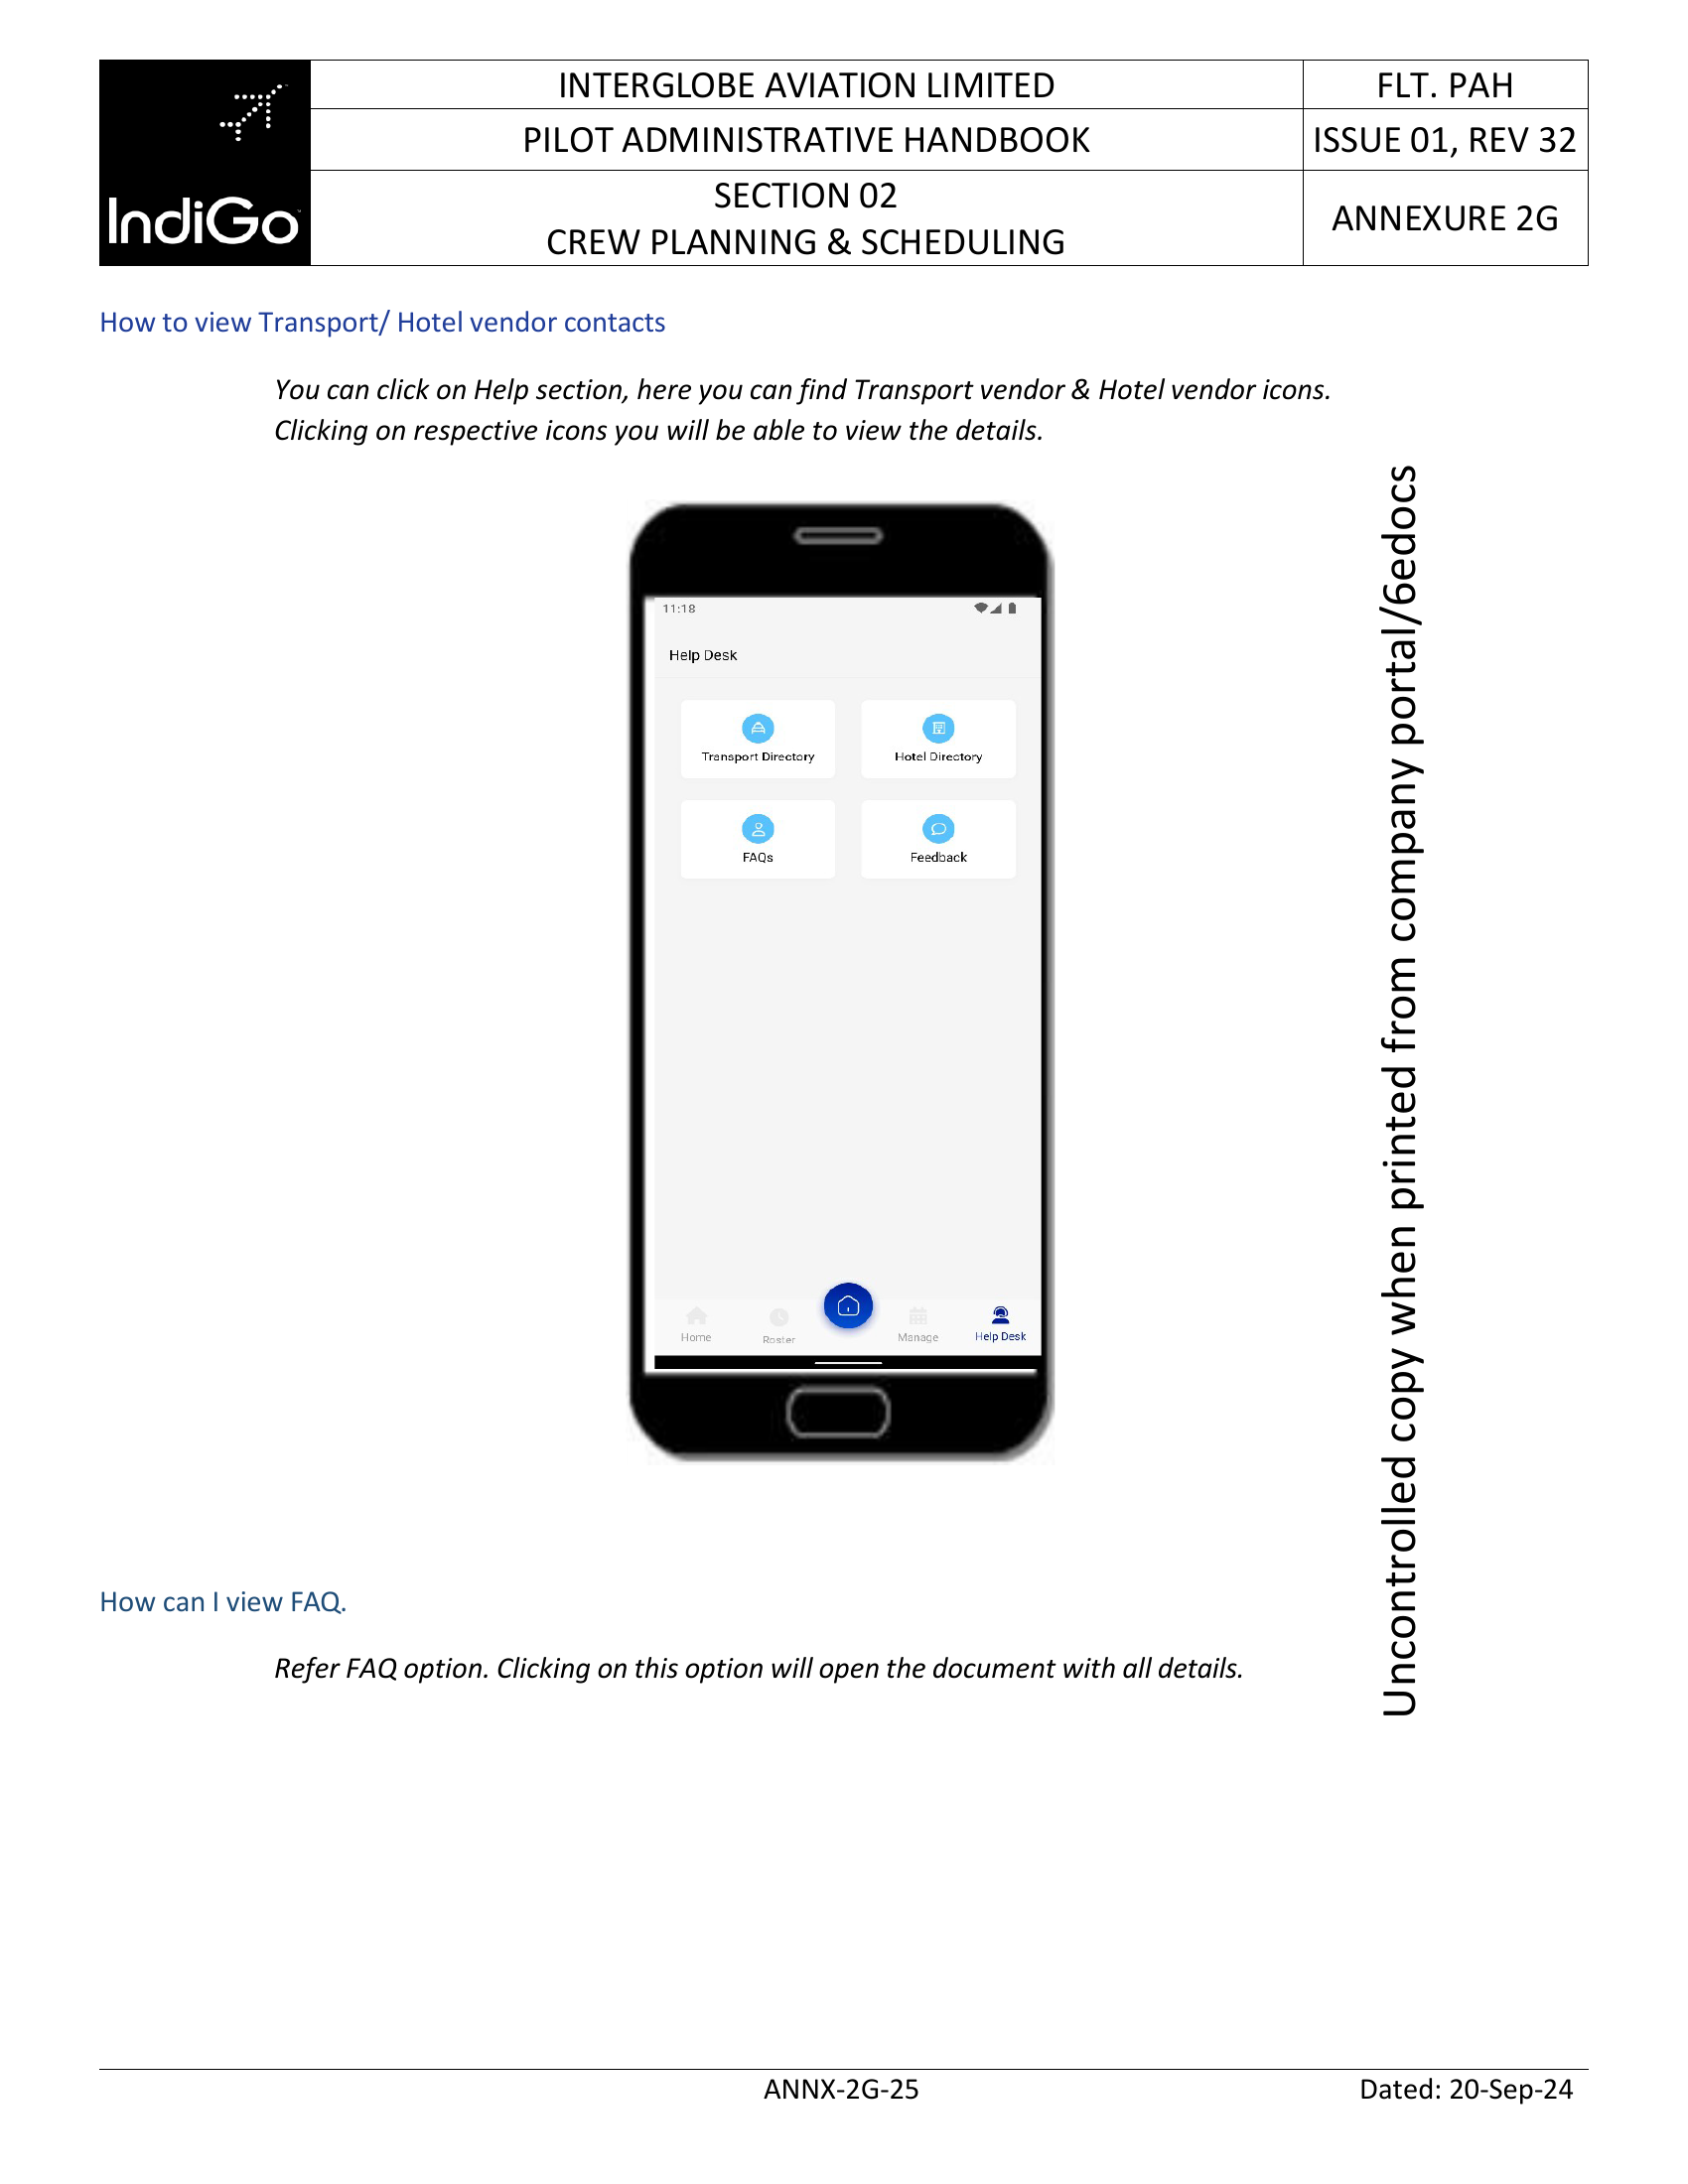 IndiGo
INTERGLOBE AVIATION LIMITED
FLT. PAH
PILOT ADMINISTRATIVE HANDBOOK
ISSUE 01, REV 32
SECTION 02
CREW PLANNING & SCHEDULING
ANNEXURE 2G
How to view Transport/ Hotel vendor contacts
You can click on Help section, here you can find Transport vendor & Hotel vendor icons.
Clicking on respective icons you will be able to view the details.
11:18
Help Desk
Transport Directory
Hotel Directory
FAQs
Feedback
Home
Roster
Manage
Help Desk
Uncontrolled copy when printed from company portal/6edocs
How can I view FAQ.
Refer FAQ option. Clicking on this option will open the document with all details.
ANNX-2G-25
Dated: 20-Sep-24